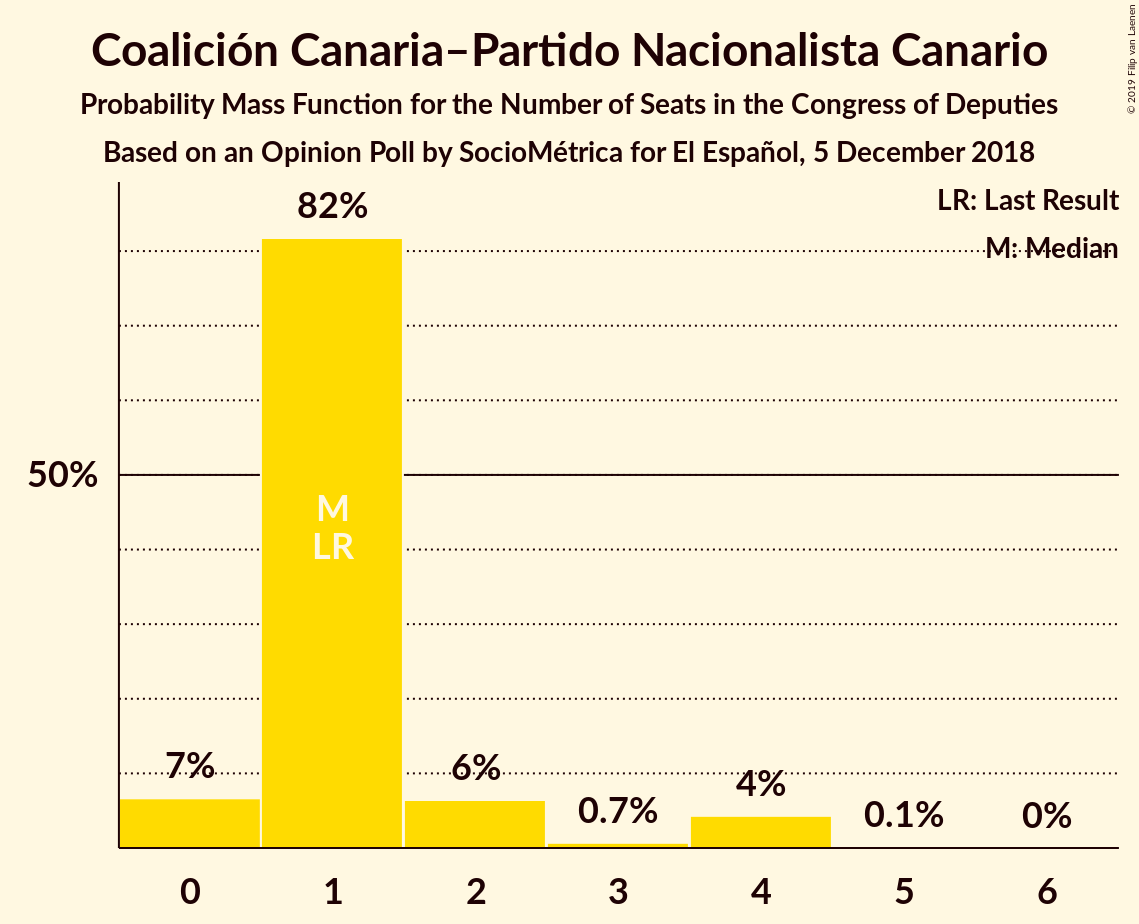 Coalición Canaria–Partido Nacionalista Canario
Probability Mass Function for the Number of Seats in the Congress of Deputies
Based on an Opinion Poll by SocioMétrica for El Español, 5 December 2018
© 2019 Filip van Laenen
LR: Last Result
M: Median
82%
50%
M
LR
7%
6%
0.7%
4%
0.1%
0%
0 1 2 3 4 5 6